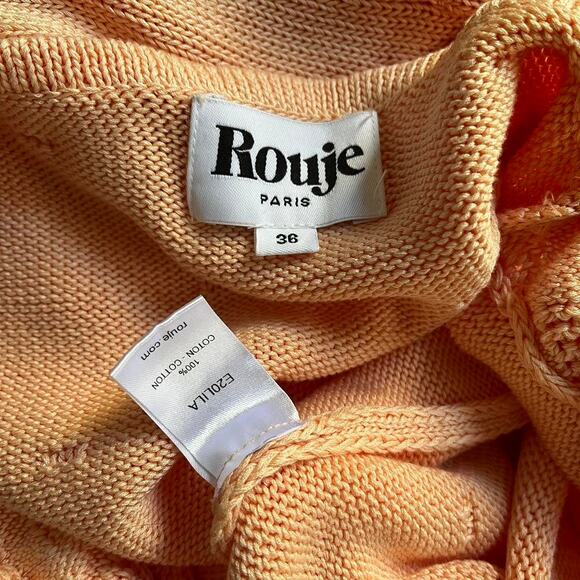 Rouje
PARIS
36
rouje.com
COTON - COTTON
100%
E20LILA